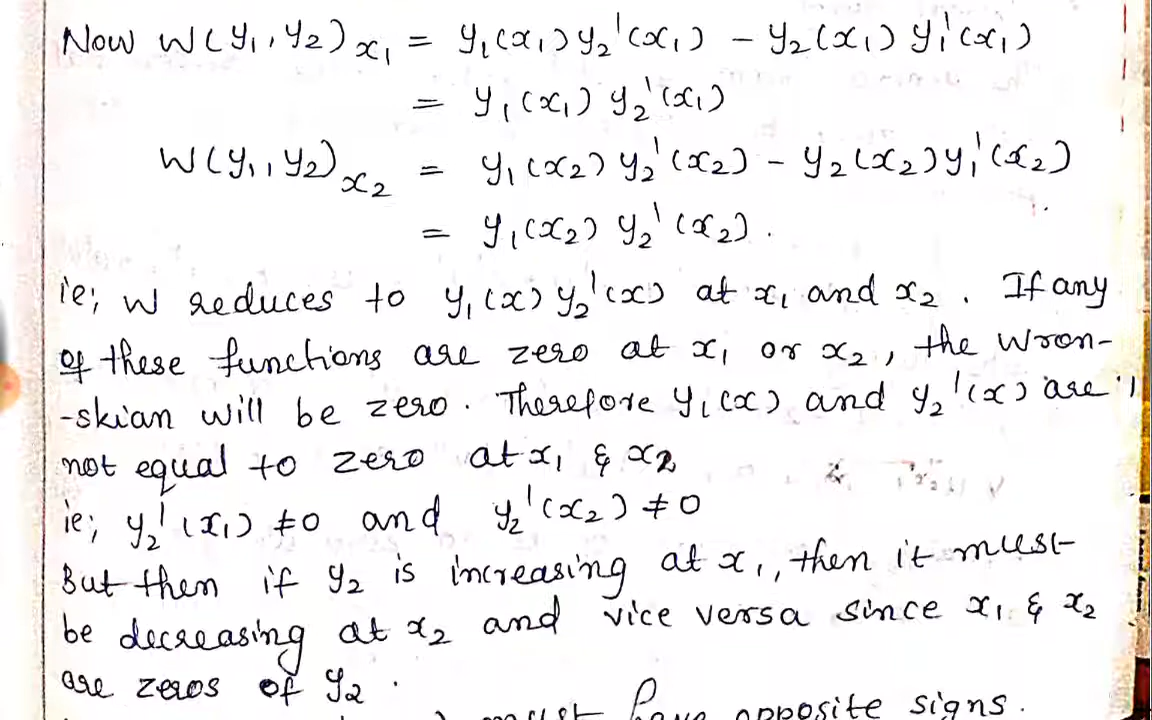 Now W(y₁, y₂)x₁ = y₁(x₁) y₂'(x₁) - y₂(x₁) y₁'(x₁)
= y₁(x₁) y₂'(x₁)
W(y₁, y₂)x₂ = y₁(x₂) y₂'(x₂) - y₂(x₂) y₁'(x₂)
= y₁(x₂) y₂'(x₂).
ie; W reduces to y₁(x) y₂'(x) at x₁ and x₂. If any
of these functions are zero at x₁ or x₂, the Wron-
-skian will be zero. Therefore y₁(x) and y₂'(x) are
not equal to zero at x₁ & x₂
ie; y₂'(x₁) ≠ 0 and y₂'(x₂) ≠ 0
But then if y₂ is increasing at x₁, then it must
be decreasing at x₂ and vice versa since x₁ & x₂
are zeros of y₂.
must have opposite signs.